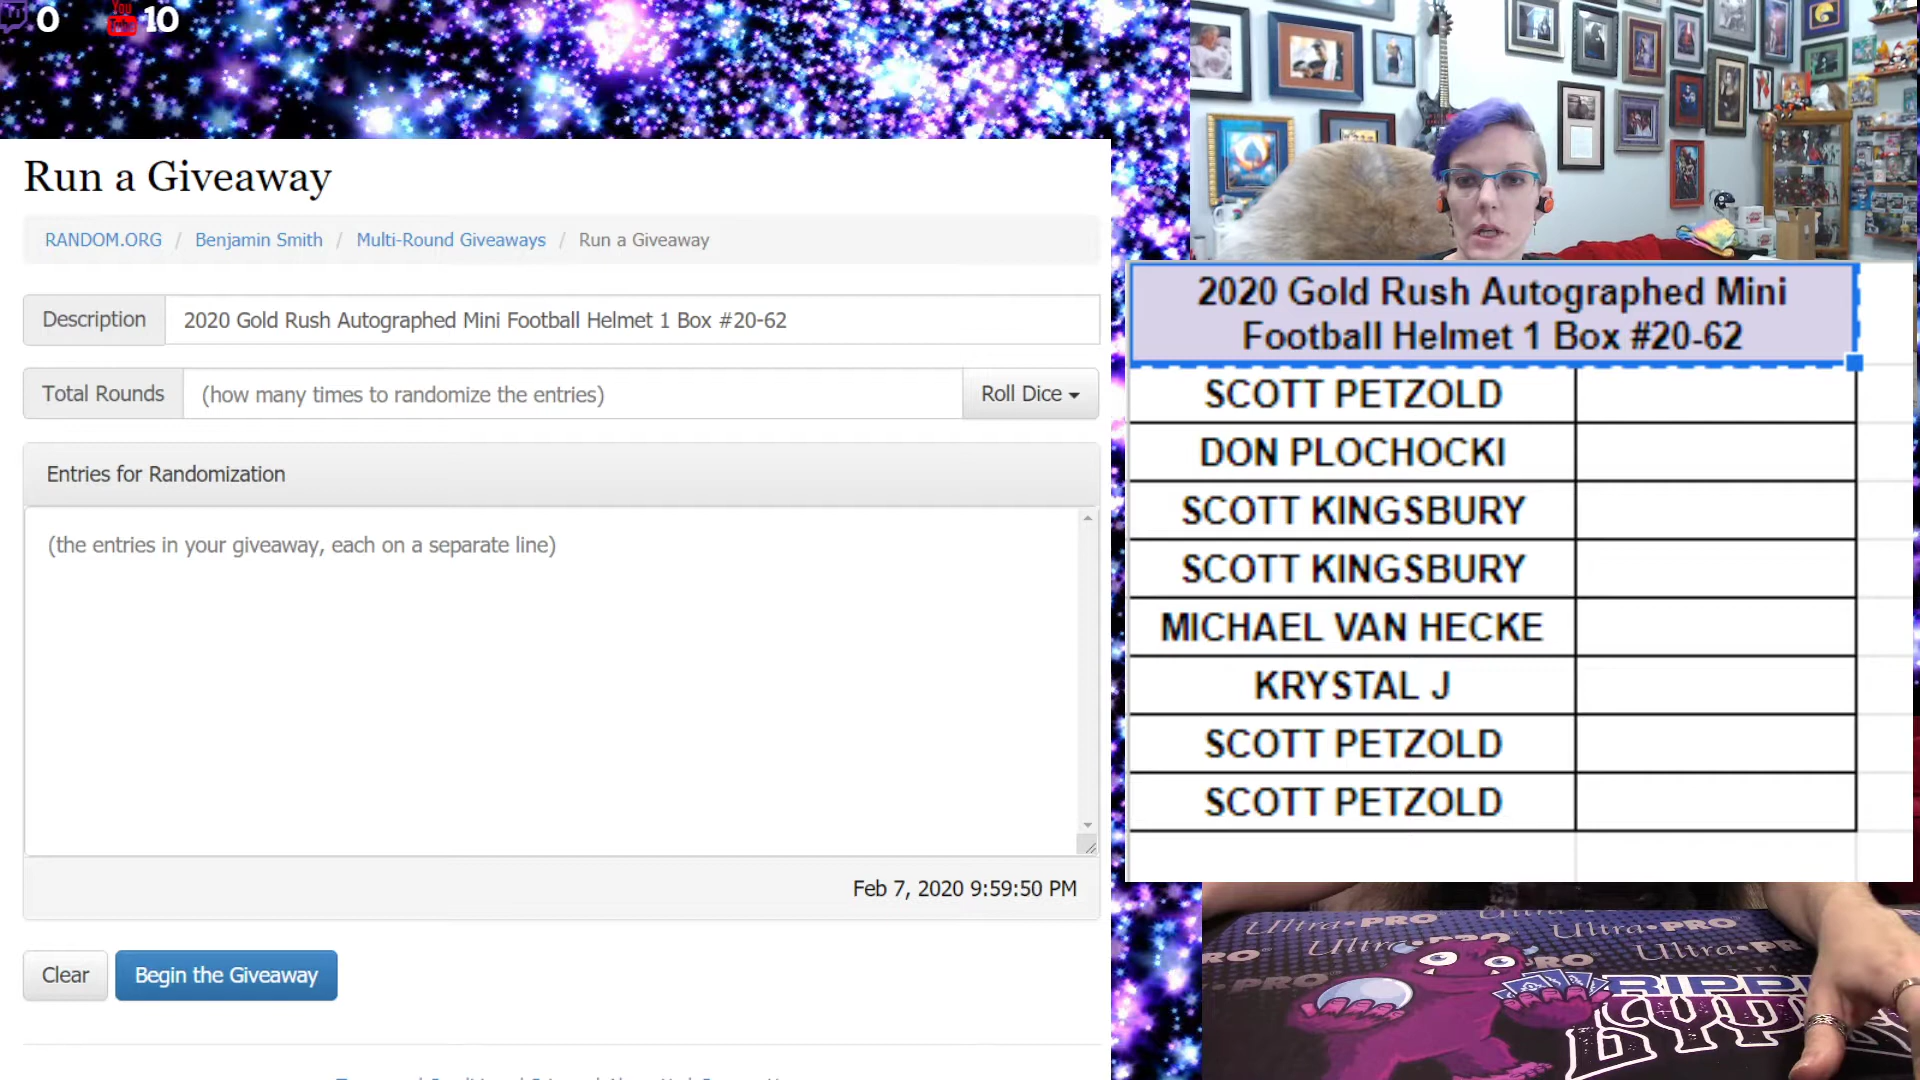 0 You Tube 10
Run a Giveaway
RANDOM.ORG / Benjamin Smith / Multi-Round Giveaways / Run a Giveaway
Description 2020 Gold Rush Autographed Mini Football Helmet 1 Box #20-62
Total Rounds (how many times to randomize the entries) Roll Dice
Entries for Randomization
(the entries in your giveaway, each on a separate line)
Feb 7, 2020 9:59:50 PM
Clear Begin the Giveaway
2020 Gold Rush Autographed Mini
Football Helmet 1 Box #20-62
SCOTT PETZOLD
DON PLOCHOCKI
SCOTT KINGSBURY
SCOTT KINGSBURY
MICHAEL VAN HECKE
KRYSTAL J
SCOTT PETZOLD
SCOTT PETZOLD
Ultra PRO Ultra PRO
Ultra PRO